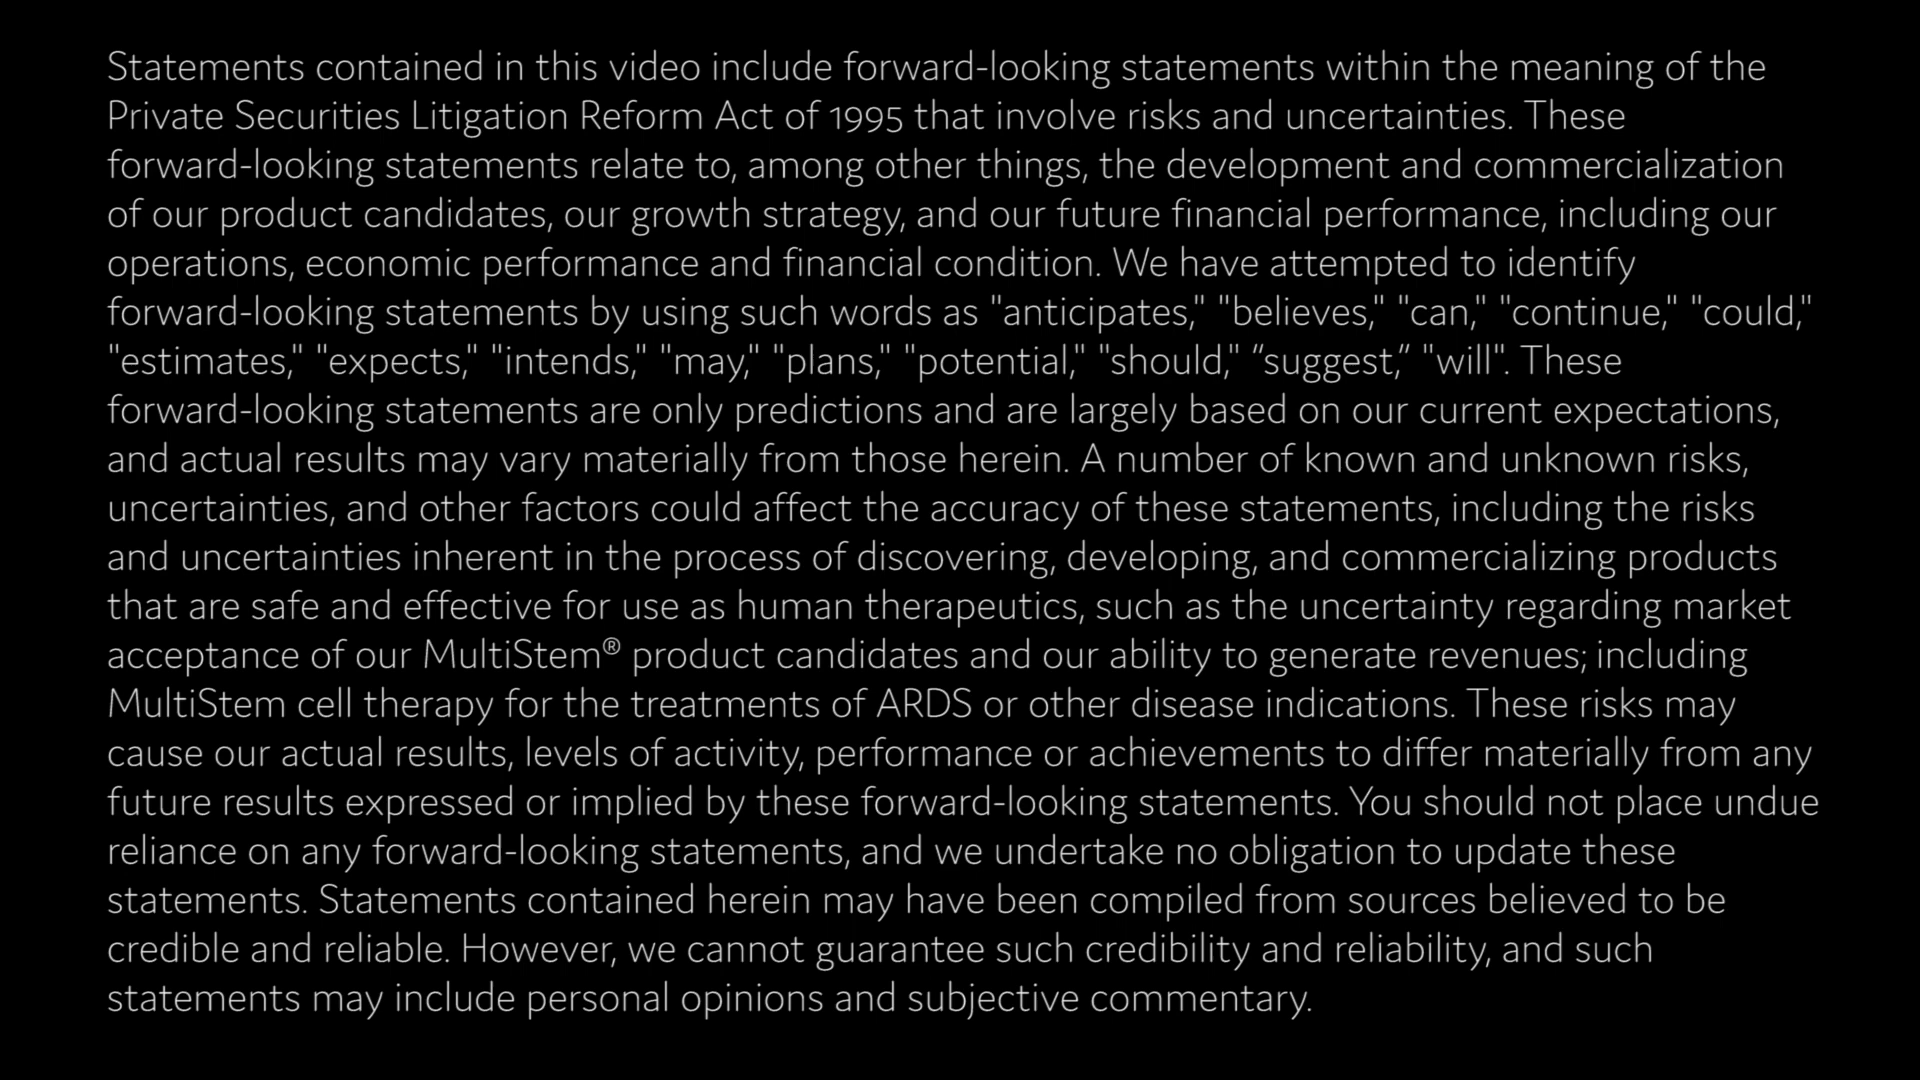 Statements contained in this video include forward-looking statements within the meaning of the
Private Securities Litigation Reform Act of 1995 that involve risks and uncertainties. These
forward-looking statements relate to, among other things, the development and commercialization
of our product candidates, our growth strategy, and our future financial performance, including our
operations, economic performance and financial condition. We have attempted to identify
forward-looking statements by using such words as "anticipates," "believes," "can," "continue," "could,"
"estimates," "expects," "intends," "may," "plans," "potential," "should," “suggest,” "will". These
forward-looking statements are only predictions and are largely based on our current expectations,
and actual results may vary materially from those herein. A number of known and unknown risks,
uncertainties, and other factors could affect the accuracy of these statements, including the risks
and uncertainties inherent in the process of discovering, developing, and commercializing products
that are safe and effective for use as human therapeutics, such as the uncertainty regarding market
acceptance of our MultiStem® product candidates and our ability to generate revenues; including
MultiStem cell therapy for the treatments of ARDS or other disease indications. These risks may
cause our actual results, levels of activity, performance or achievements to differ materially from any
future results expressed or implied by these forward-looking statements. You should not place undue
reliance on any forward-looking statements, and we undertake no obligation to update these
statements. Statements contained herein may have been compiled from sources believed to be
credible and reliable. However, we cannot guarantee such credibility and reliability, and such
statements may include personal opinions and subjective commentary.